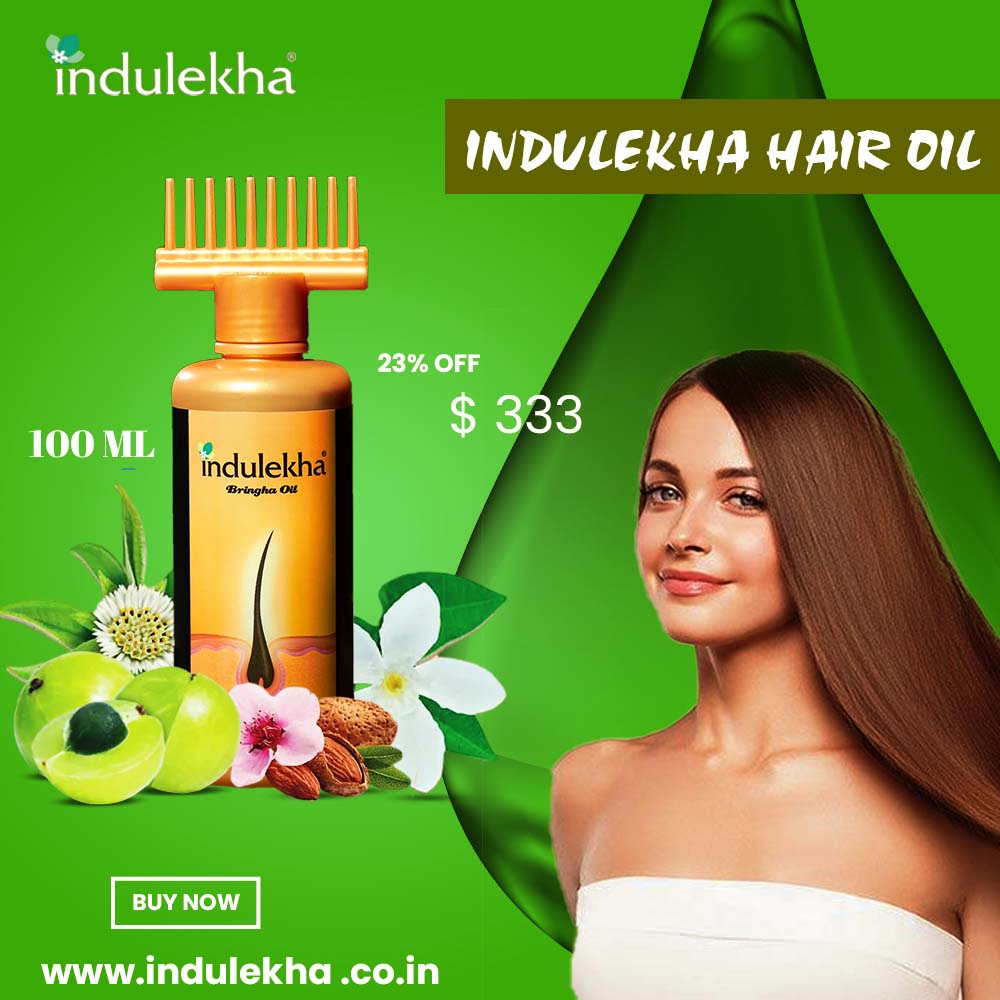 indulekha®
INDULEKHA HAIR OIL
23% OFF
$ 333
100 ML
indulekha®
Bringha Oil
BUY NOW
www.indulekha .co.in